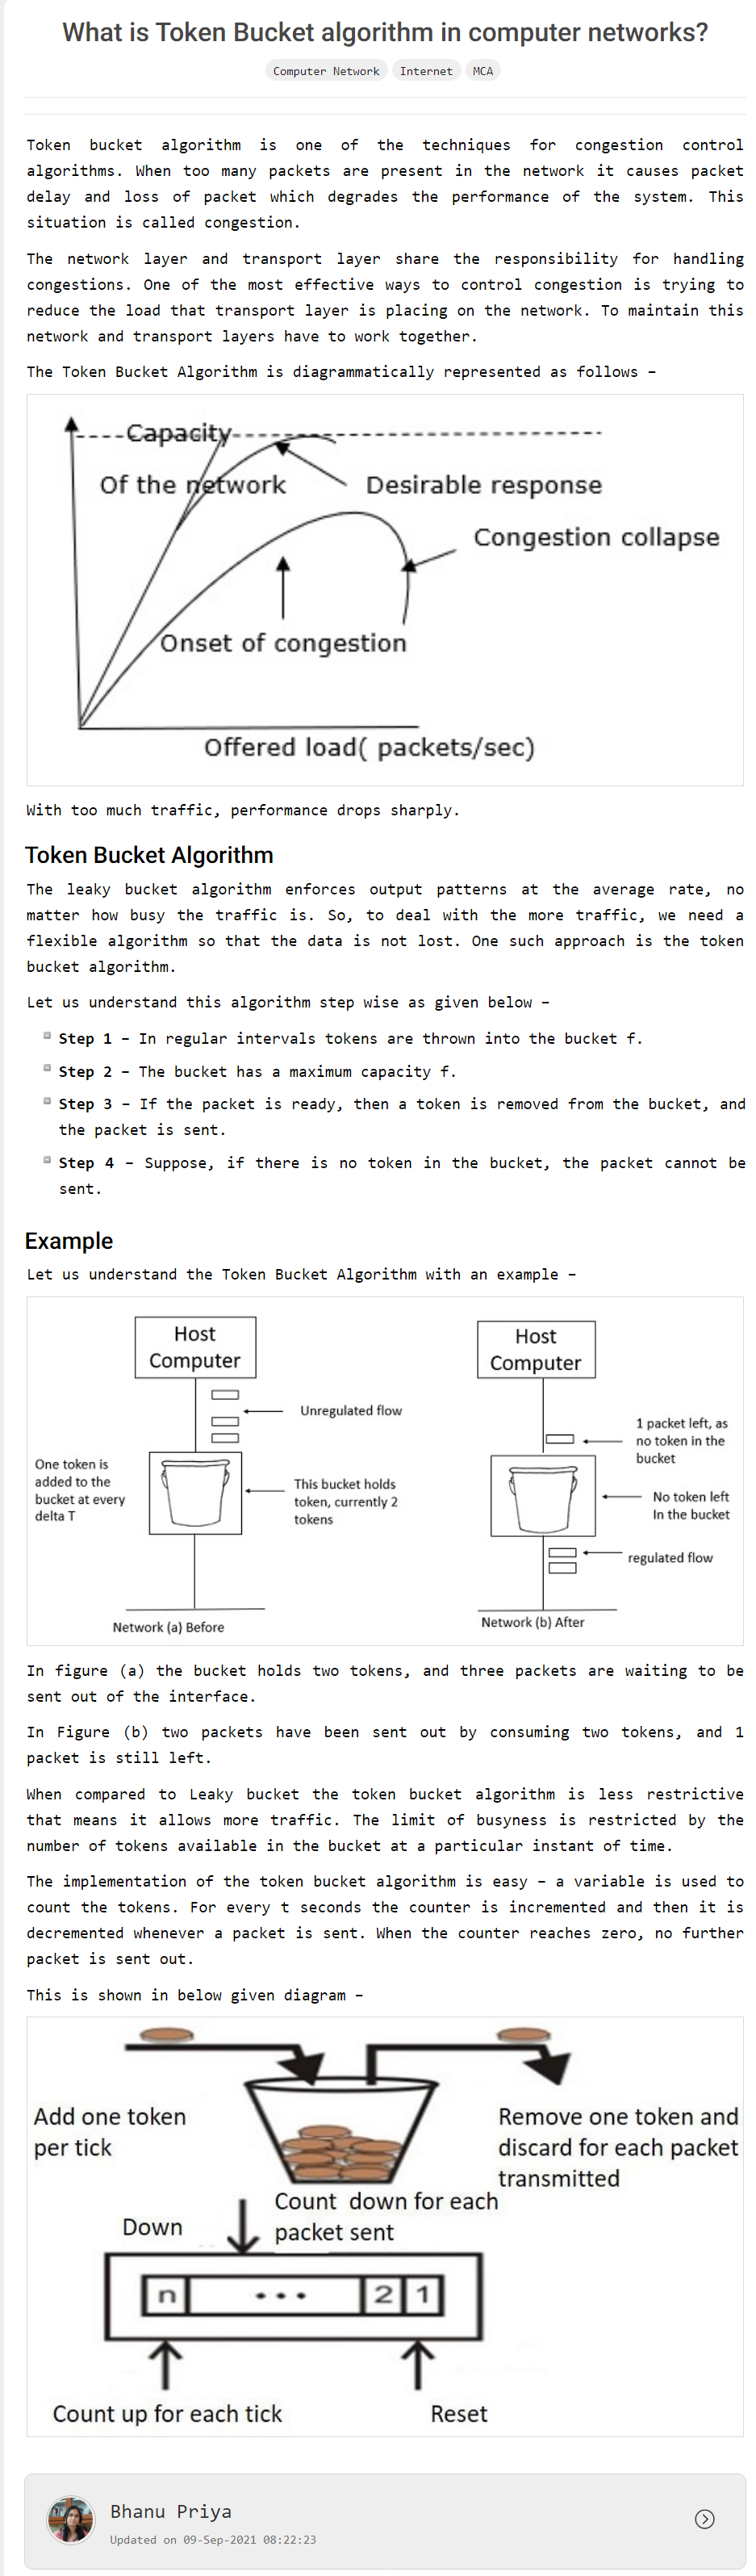 What is Token Bucket algorithm in computer networks?
Computer Network Internet MCA
Token bucket algorithm is one of the techniques for congestion control
algorithms. When too many packets are present in the network it causes packet
delay and loss of packet which degrades the performance of the system. This
situation is called congestion.
The network layer and transport layer share the responsibility for handling
congestions. One of the most effective ways to control congestion is trying to
reduce the load that transport layer is placing on the network. To maintain this
network and transport layers have to work together.
The Token Bucket Algorithm is diagrammatically represented as follows –
Capacity
Of the network
Desirable response
Congestion collapse
Onset of congestion
Offered load( packets/sec)
With too much traffic, performance drops sharply.
Token Bucket Algorithm
The leaky bucket algorithm enforces output patterns at the average rate, no
matter how busy the traffic is. So, to deal with the more traffic, we need a
flexible algorithm so that the data is not lost. One such approach is the token
bucket algorithm.
Let us understand this algorithm step wise as given below –
Step 1 – In regular intervals tokens are thrown into the bucket f.
Step 2 – The bucket has a maximum capacity f.
Step 3 – If the packet is ready, then a token is removed from the bucket, and
the packet is sent.
Step 4 – Suppose, if there is no token in the bucket, the packet cannot be
sent.
Example
Let us understand the Token Bucket Algorithm with an example –
Host
Computer
Unregulated flow
One token is
added to the
bucket at every
delta T
This bucket holds
token, currently 2
tokens
Network (a) Before
Host
Computer
1 packet left, as
no token in the
bucket
No token left
In the bucket
regulated flow
Network (b) After
In figure (a) the bucket holds two tokens, and three packets are waiting to be
sent out of the interface.
In Figure (b) two packets have been sent out by consuming two tokens, and 1
packet is still left.
When compared to Leaky bucket the token bucket algorithm is less restrictive
that means it allows more traffic. The limit of busyness is restricted by the
number of tokens available in the bucket at a particular instant of time.
The implementation of the token bucket algorithm is easy – a variable is used to
count the tokens. For every t seconds the counter is incremented and then it is
decremented whenever a packet is sent. When the counter reaches zero, no further
packet is sent out.
This is shown in below given diagram –
Add one token
per tick
Remove one token and
discard for each packet
transmitted
Down
Count down for each
packet sent
n ... 2 1
Count up for each tick
Reset
Bhanu Priya
Updated on 09-Sep-2021 08:22:23